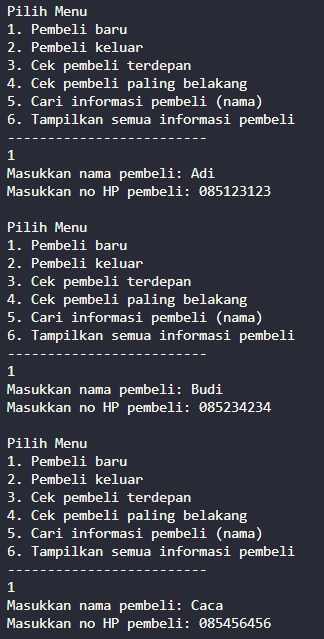 Pilih Menu
1. Pembeli baru
2. Pembeli keluar
3. Cek pembeli terdepan
4. Cek pembeli paling belakang
5. Cari informasi pembeli (nama)
6. Tampilkan semua informasi pembeli
-------------------------
1
Masukkan nama pembeli: Adi
Masukkan no HP pembeli: 085123123

Pilih Menu
1. Pembeli baru
2. Pembeli keluar
3. Cek pembeli terdepan
4. Cek pembeli paling belakang
5. Cari informasi pembeli (nama)
6. Tampilkan semua informasi pembeli
-------------------------
1
Masukkan nama pembeli: Budi
Masukkan no HP pembeli: 085234234

Pilih Menu
1. Pembeli baru
2. Pembeli keluar
3. Cek pembeli terdepan
4. Cek pembeli paling belakang
5. Cari informasi pembeli (nama)
6. Tampilkan semua informasi pembeli
-------------------------
1
Masukkan nama pembeli: Caca
Masukkan no HP pembeli: 085456456